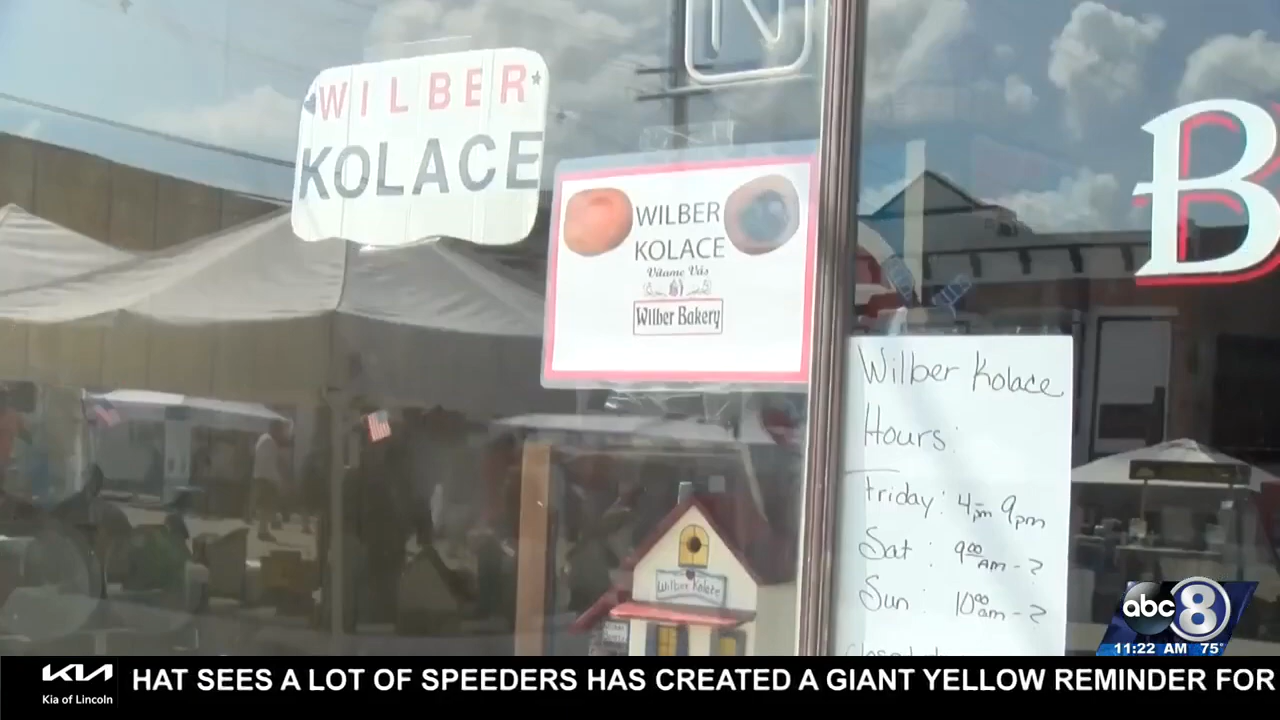 WILBER
KOLACE
WILBER
KOLACE
Vítame Vás
Wilber Bakery
B
Wilber Kolace
Hours:
Friday: 4pm 9pm
Sat: 9:00 AM - ?
Sun: 10:00 am - ?
Wilber Kolace
abc 8
11:22 AM 75°
KIA
Kia of Lincoln
HAT SEES A LOT OF SPEEDERS HAS CREATED A GIANT YELLOW REMINDER FOR